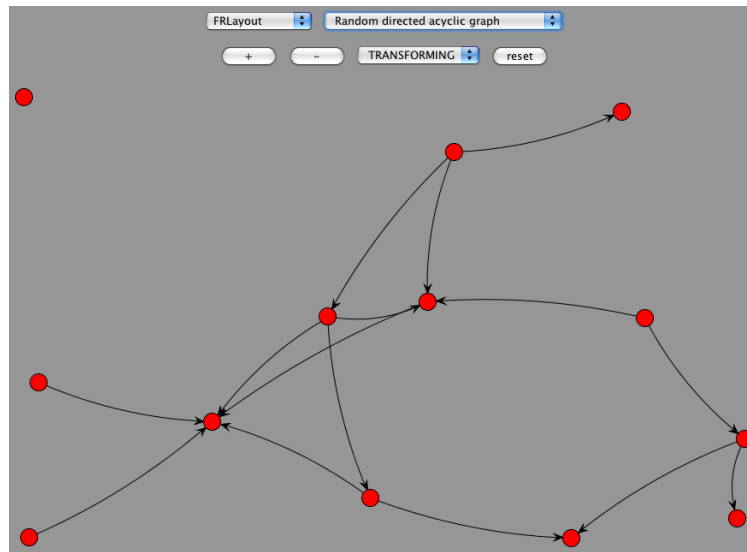 FRLayout Random directed acyclic graph
+ - TRANSFORMING reset